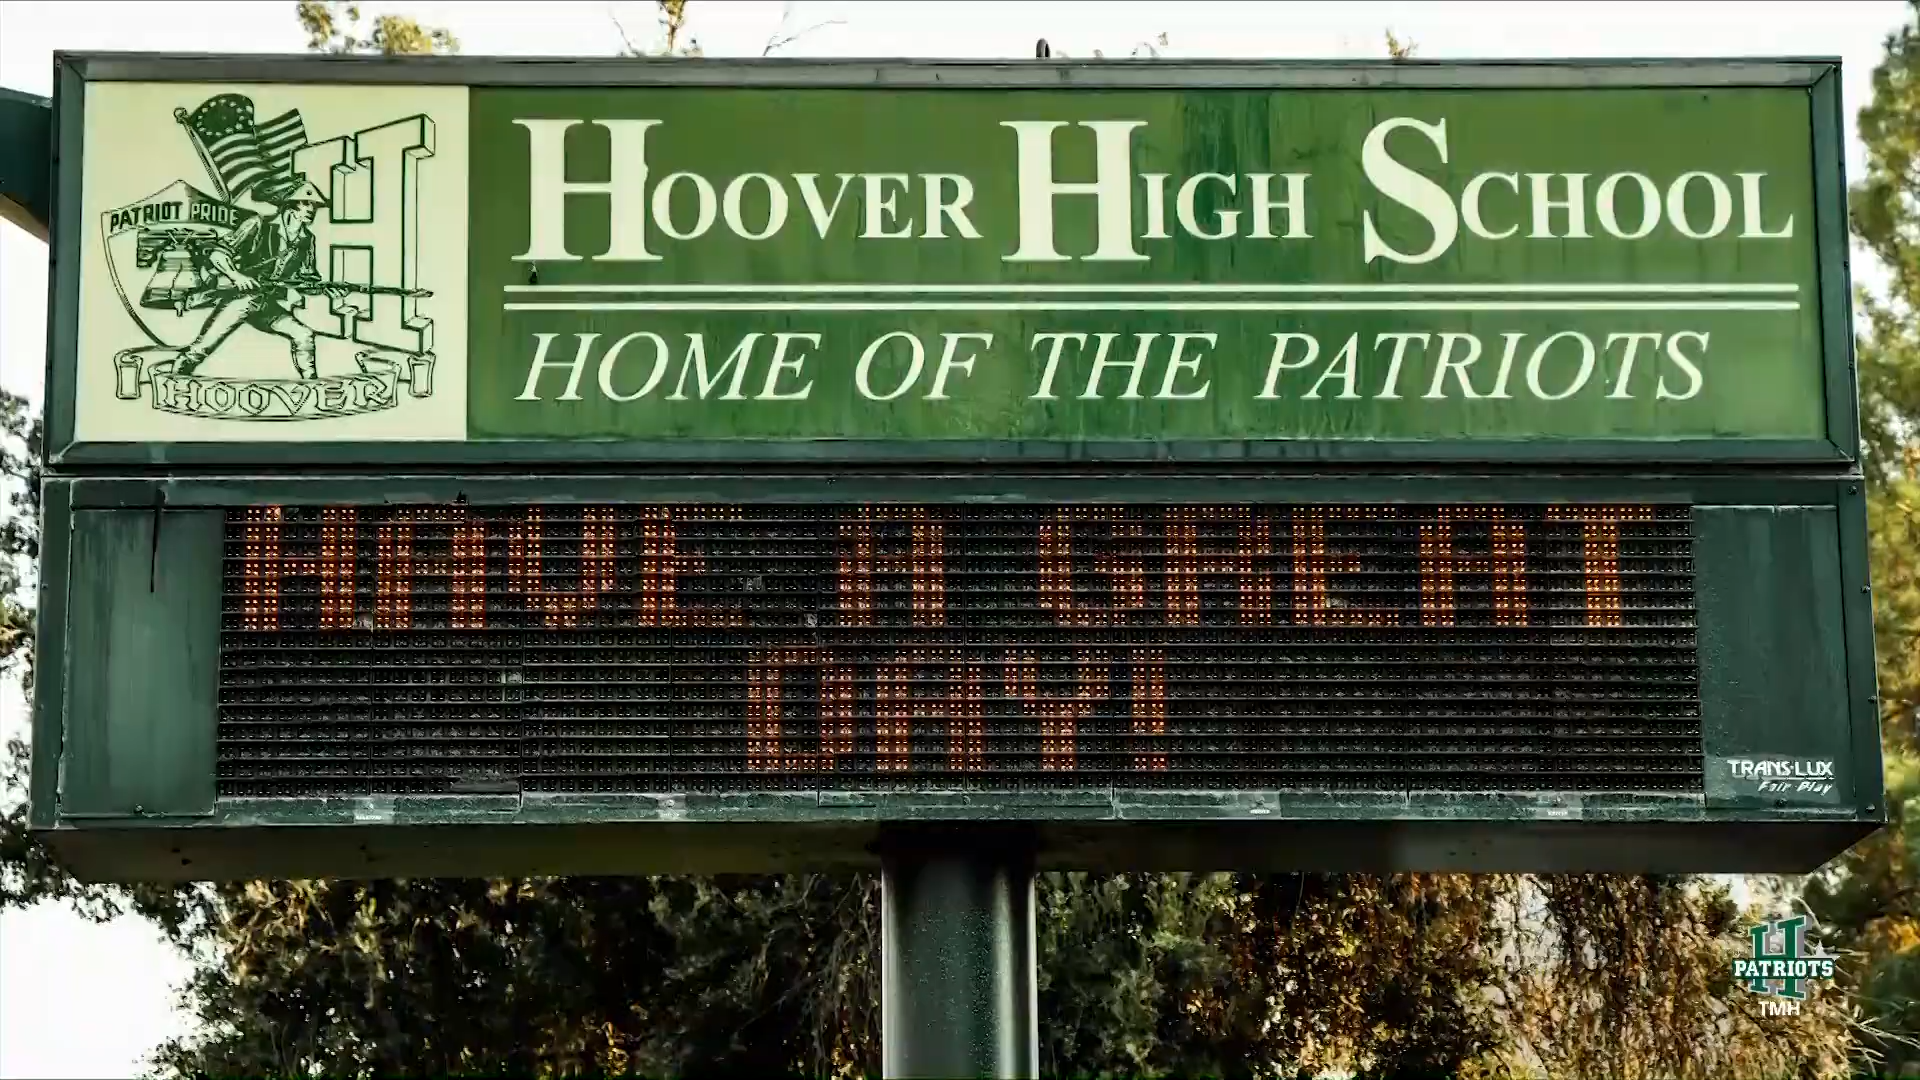 PATRIOT PRIDE
H
HOOVER
HOOVER HIGH SCHOOL
HOME OF THE PATRIOTS
HAVE A GREAT
DAY!
TRANS-LUX
Fair Play
H
PATRIOTS
TMH